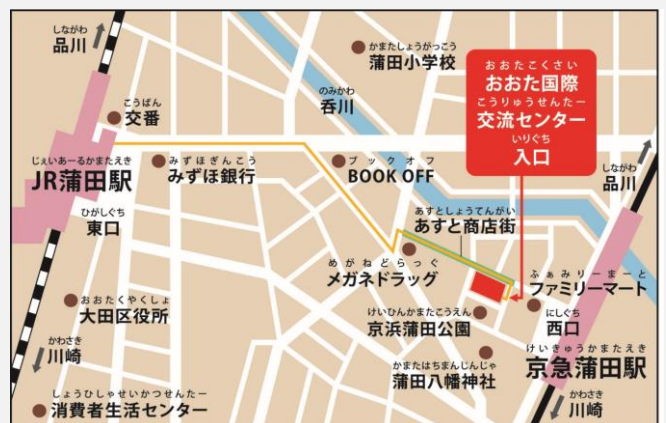 しながわ
品川
こうばん
交番
じぇいあーるかまたえき
JR蒲田駅
ひがしぐち
東口
みずほぎんこう
みずほ銀行
おおたくやくしょ
大田区役所
かわさき
川崎
しょうひしゃせいかつせんたー
消費者生活センター
かまたしょうがっこう
蒲田小学校
のみかわ
呑川
ブックオフ
BOOK OFF
おおたこくさい
おおた国際
こうりゅうせんたー
交流センター
いりぐち
入口
しながわ
品川
あすとしょうてんがい
あすと商店街
めがねどらっぐ
メガネドラッグ
ふぁみりーまーと
ファミリーマート
けいひんかまたこうえん
京浜蒲田公園
にしぐち
西口
かまたはちまんじんじゃ
蒲田八幡神社
けいきゅうかまたえき
京急蒲田駅
かわさき
川崎